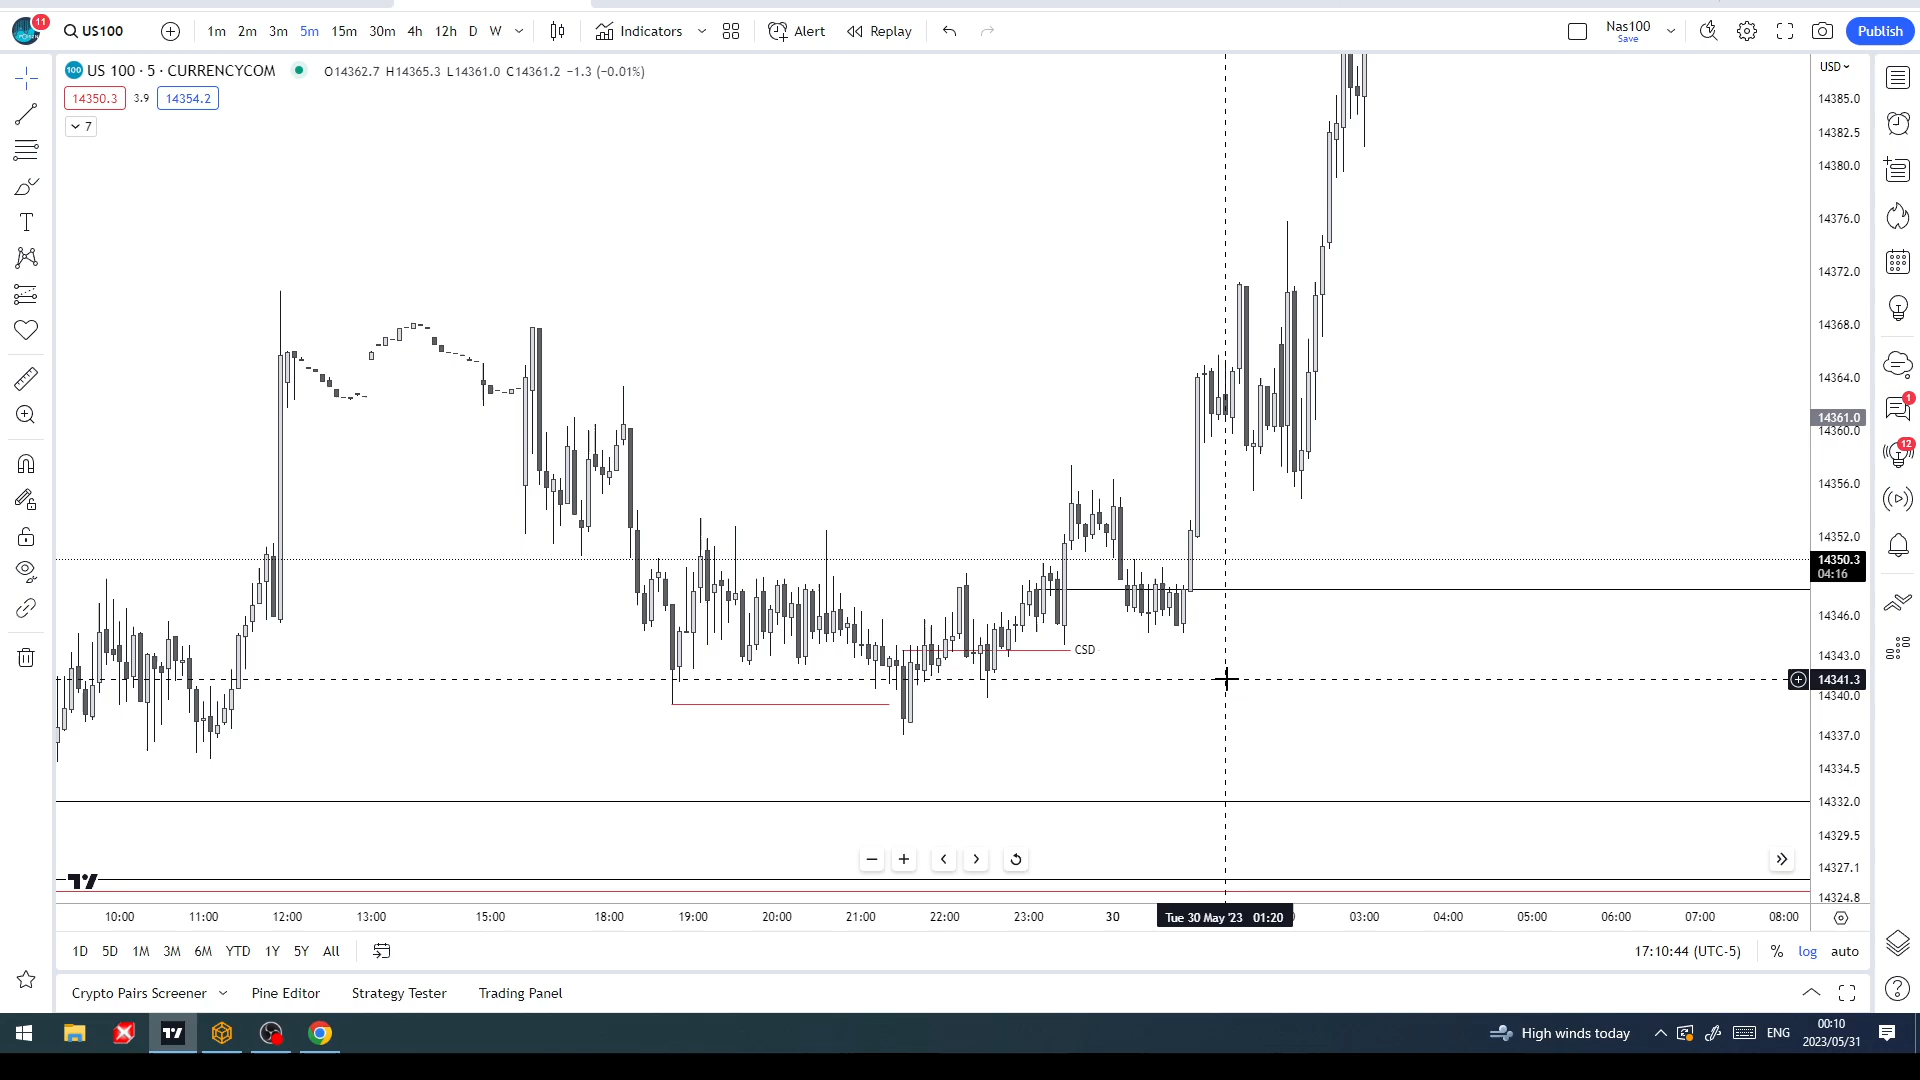 11
US100
1m 2m 3m 5m 15m 30m 4h 12h D W
Indicators
Alert
Replay
Nas100
Save
Publish
100 US 100 · 5 · CURRENCYCOM
O14362.7 H14365.3 L14361.0 C14361.2 −1.3 (−0.01%)
14350.3 3.9 14354.2
7
USD
14385.0
14382.5
14380.0
14376.0
14372.0
14368.0
14364.0
14361.0
14360.0
14356.0
14352.0
14350.3
04:16
14346.0
14343.0
14341.3
14340.0
14337.0
14334.5
14332.0
14329.5
14327.1
14324.8
CSD
1
12
10:00 11:00 12:00 13:00 15:00 18:00 19:00 20:00 21:00 22:00 23:00 30 Tue 30 May '23 01:20 03:00 04:00 05:00 06:00 07:00 08:00
1D 5D 1M 3M 6M YTD 1Y 5Y All
17:10:44 (UTC-5) % log auto
Crypto Pairs Screener Pine Editor Strategy Tester Trading Panel
High winds today
ENG
00:10
2023/05/31